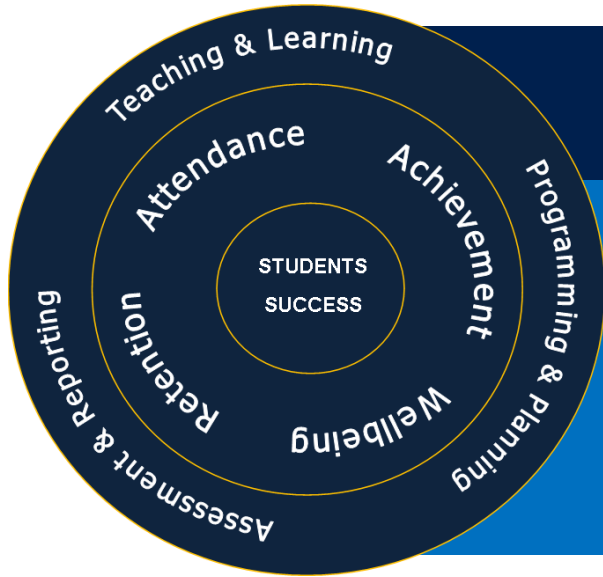 Teaching & Learning
Programming & Planning
Assessment & Reporting
Attendance
Achievement
Wellbeing
Retention
STUDENTS
SUCCESS